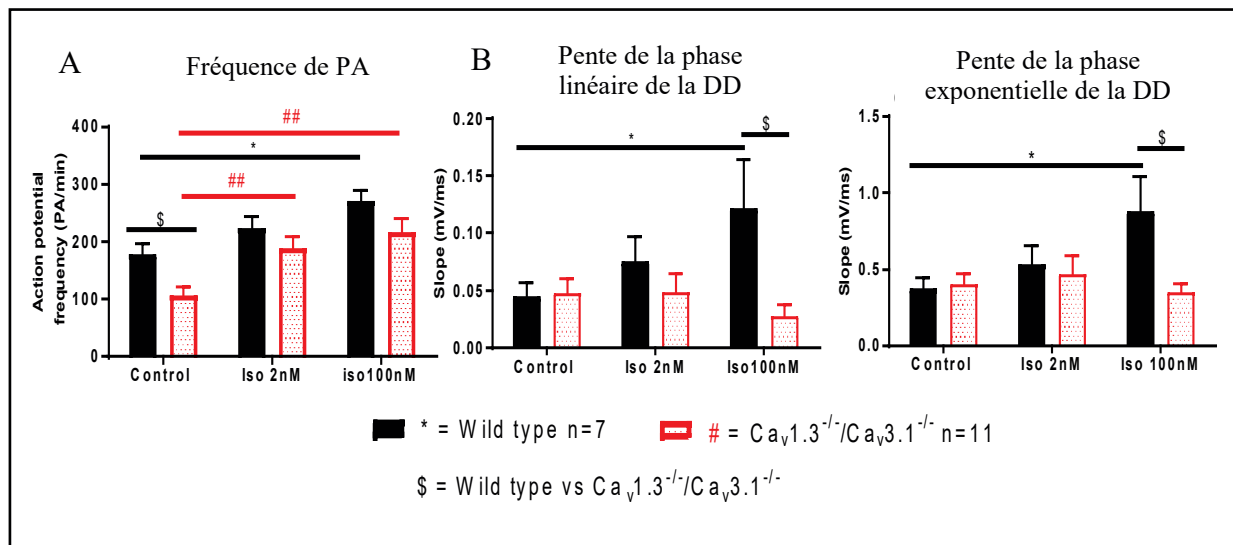 A
Fréquence de PA
Action potential
frequency (PA/min)
400
300
200
100
0
##
*
##
$
Control
Iso 2nM
iso100nM
B
Pente de la phase
linéaire de la DD
Slope (mV/ms)
0.20
0.15
0.10
0.05
0.00
*
$
Control
Iso 2nM
Iso100nM
Pente de la phase
exponentielle de la DD
Slope (mV/ms)
1.5
1.0
0.5
0.0
*
$
Control
Iso 2nM
Iso 100nM
* = Wild type n=7
# = Cav1.3-/-/Cav3.1-/- n=11
$ = Wild type vs Cav1.3-/-/Cav3.1-/-